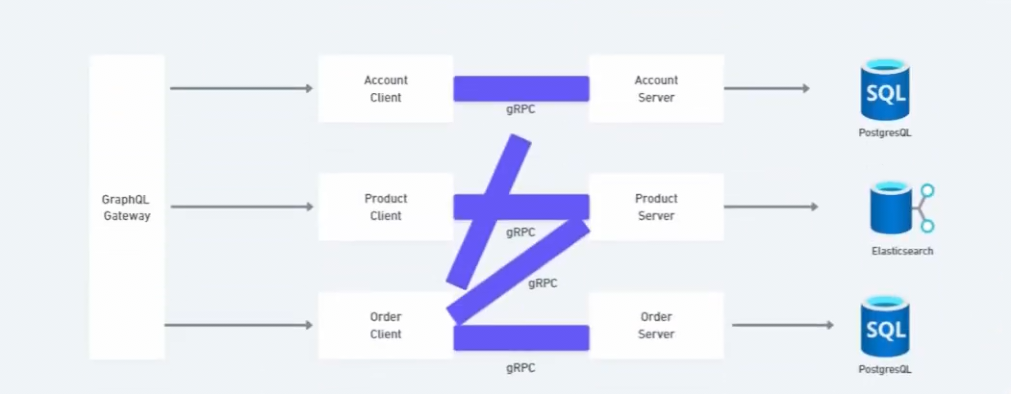 GraphQL
Gateway
Account
Client
gRPC
Account
Server
SQL
PostgresQL
Product
Client
gRPC
Product
Server
Elasticsearch
gRPC
Order
Client
gRPC
Order
Server
SQL
PostgresQL